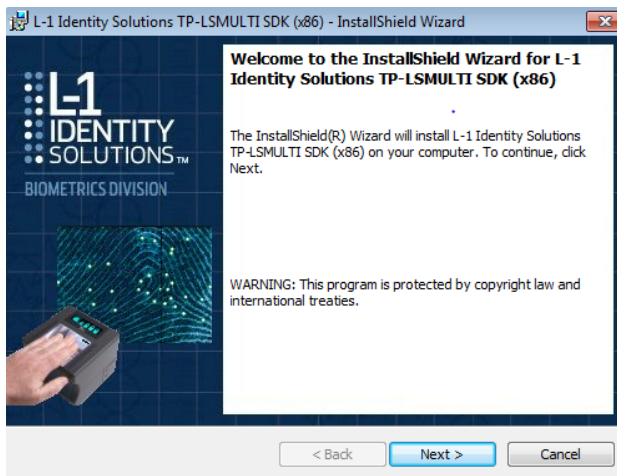 L-1 Identity Solutions TP-LSMULTI SDK (x86) - InstallShield Wizard
L-1
IDENTITY
SOLUTIONS TM
BIOMETRICS DIVISION
Welcome to the InstallShield Wizard for L-1
Identity Solutions TP-LSMULTI SDK (x86)
The InstallShield(R) Wizard will install L-1 Identity Solutions
TP-LSMULTI SDK (x86) on your computer. To continue, click
Next.
WARNING: This program is protected by copyright law and
international treaties.
< Back
Next >
Cancel